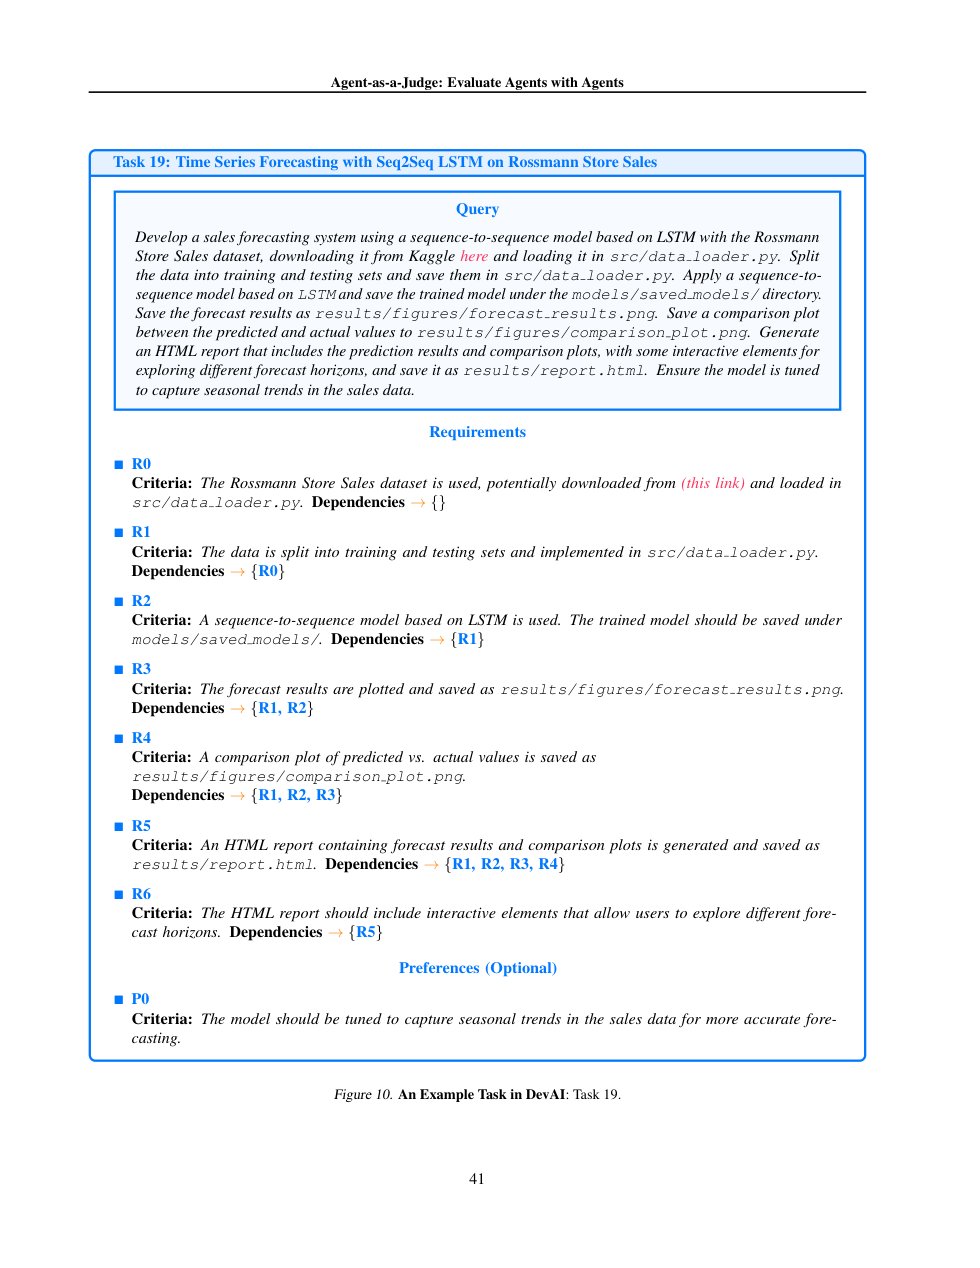 Agent-as-a-Judge: Evaluate Agents with Agents
Task 19: Time Series Forecasting with Seq2Seq LSTM on Rossmann Store Sales
Query
Develop a sales forecasting system using a sequence-to-sequence model based on LSTM with the Rossmann
Store Sales dataset, downloading it from Kaggle here and loading it in src/data_loader.py. Split
the data into training and testing sets and save them in src/data_loader.py. Apply a sequence-to-
sequence model based on LSTM and save the trained model under the models/saved_models/ directory.
Save the forecast results as results/figures/forecast_results.png. Save a comparison plot
between the predicted and actual values to results/figures/comparison_plot.png. Generate
an HTML report that includes the prediction results and comparison plots, with some interactive elements for
exploring different forecast horizons, and save it as results/report.html. Ensure the model is tuned
to capture seasonal trends in the sales data.
Requirements
■ R0
Criteria: The Rossmann Store Sales dataset is used, potentially downloaded from (this link) and loaded in
src/data_loader.py. Dependencies → {}
■ R1
Criteria: The data is split into training and testing sets and implemented in src/data_loader.py.
Dependencies → {R0}
■ R2
Criteria: A sequence-to-sequence model based on LSTM is used. The trained model should be saved under
models/saved_models/. Dependencies → {R1}
■ R3
Criteria: The forecast results are plotted and saved as results/figures/forecast_results.png.
Dependencies → {R1, R2}
■ R4
Criteria: A comparison plot of predicted vs. actual values is saved as
results/figures/comparison_plot.png.
Dependencies → {R1, R2, R3}
■ R5
Criteria: An HTML report containing forecast results and comparison plots is generated and saved as
results/report.html. Dependencies → {R1, R2, R3, R4}
■ R6
Criteria: The HTML report should include interactive elements that allow users to explore different fore-
cast horizons. Dependencies → {R5}
Preferences (Optional)
■ P0
Criteria: The model should be tuned to capture seasonal trends in the sales data for more accurate fore-
casting.
Figure 10. An Example Task in DevAI: Task 19.
41